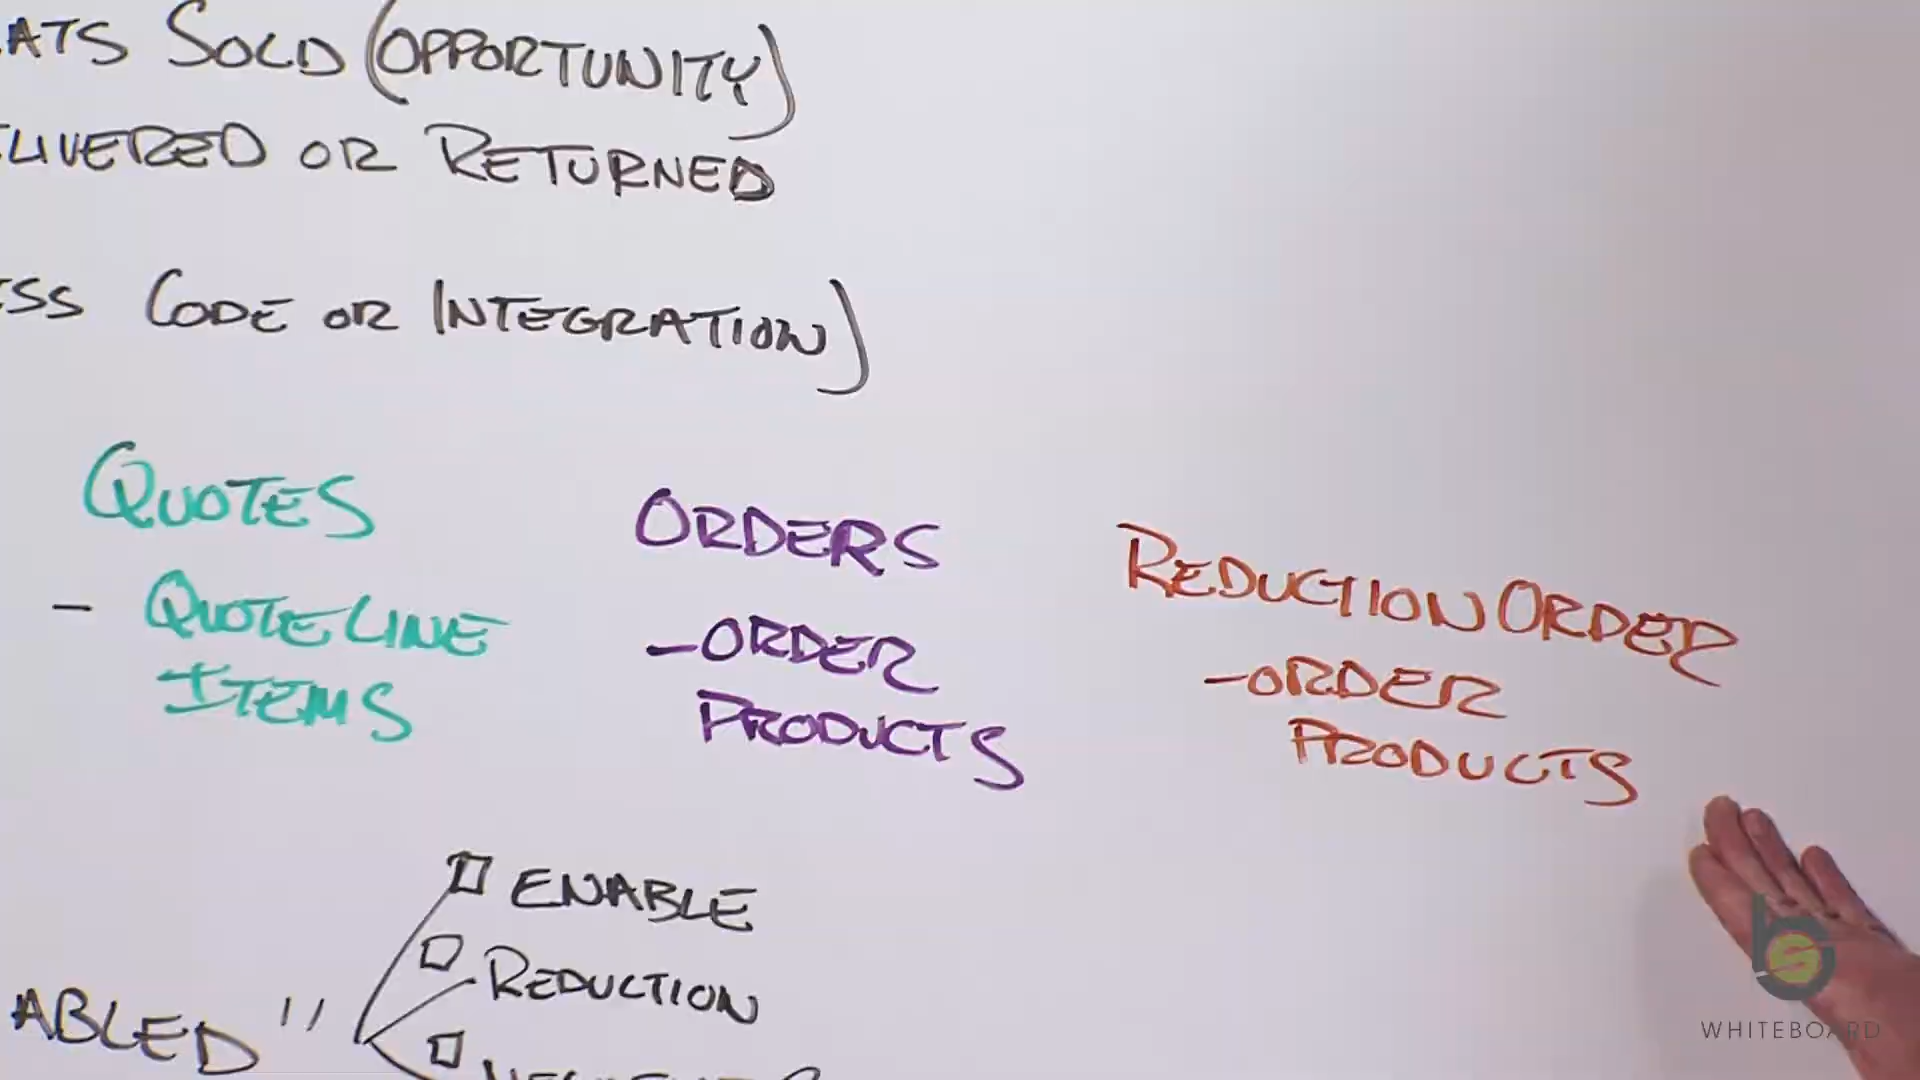 ATS SOLD (OPPORTUNITY)
LIVERED OR RETURNED
ESS CODE OR INTEGRATION)
QUOTES
- QUOTE LINE
ITEMS
ORDERS
- ORDER
PRODUCTS
REDUCTION ORDER
- ORDER
PRODUCTS
ENABLE
REDUCTION
ABLED"
WHITEBOARD